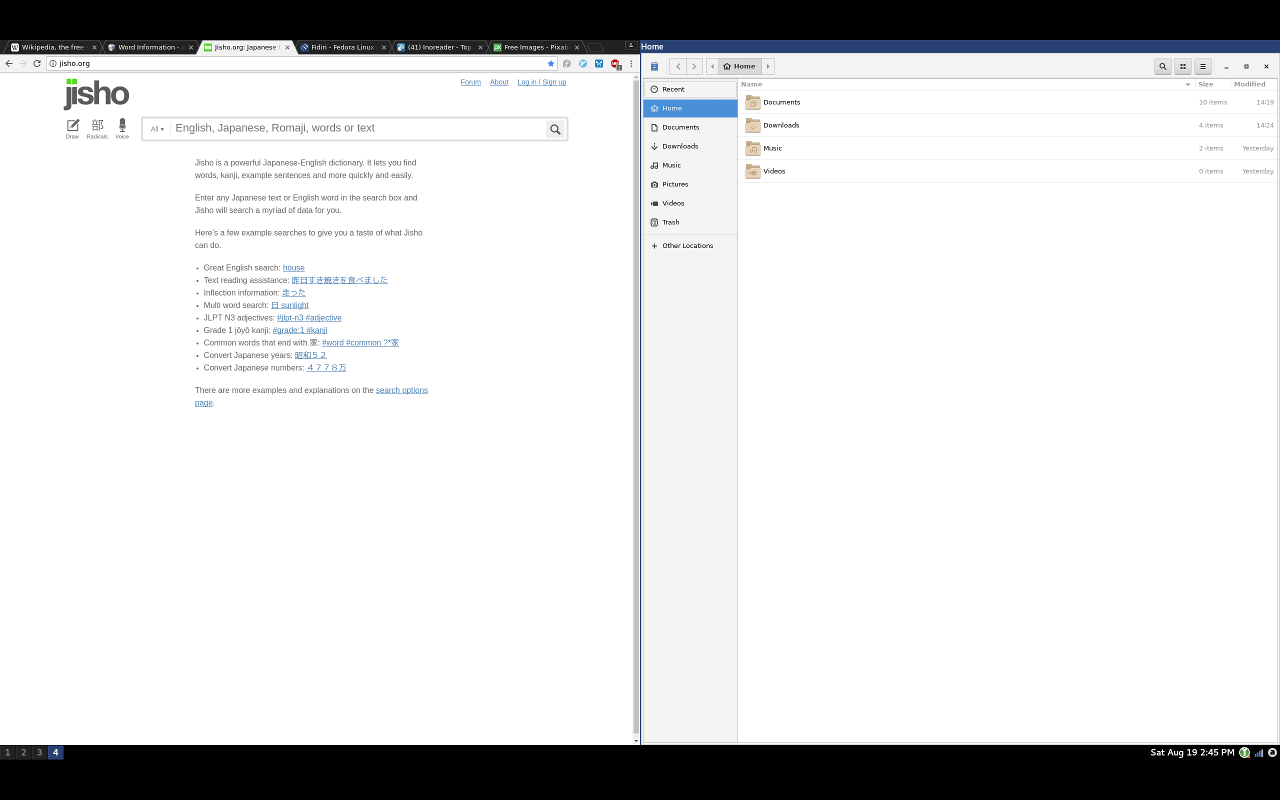 Wikipedia, the free
Word Information -
Jisho.org: Japanese
Fidiri - Fedora Linux
(41) Inoreader - Top
Free Images - Pixab
jisho.org
Forum
About
Log in / Sign up
jisho
Draw
部
Radicals
Voice
All ▾
English, Japanese, Romaji, words or text
Jisho is a powerful Japanese-English dictionary. It lets you find
words, kanji, example sentences and more quickly and easily.
Enter any Japanese text or English word in the search box and
Jisho will search a myriad of data for you.
Here's a few example searches to give you a taste of what Jisho
can do.
• Great English search: house
• Text reading assistance: 昨日すき焼きを食べました
• Inflection information: 走った
• Multi word search: 日 sunlight
• JLPT N3 adjectives: #jlpt-n3 #adjective
• Grade 1 jōyō kanji: #grade:1 #kanji
• Common words that end with 家: #word #common ?*家
• Convert Japanese years: 昭和５２
• Convert Japanese numbers: ４７７８万
There are more examples and explanations on the search options
page.
Home
Home
Recent
Home
Documents
Downloads
Music
Pictures
Videos
Trash
Other Locations
Name Size Modified
Documents 10 items 14:19
Downloads 4 items 14:24
Music 2 items Yesterday
Videos 0 items Yesterday
1 2 3 4
Sat Aug 19 2:45 PM